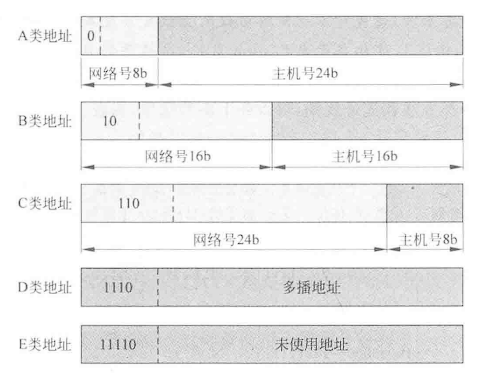 A类地址 0
网络号8b 主机号24b
B类地址 10
网络号16b 主机号16b
C类地址 110
网络号24b 主机号8b
D类地址 1110 多播地址
E类地址 11110 未使用地址